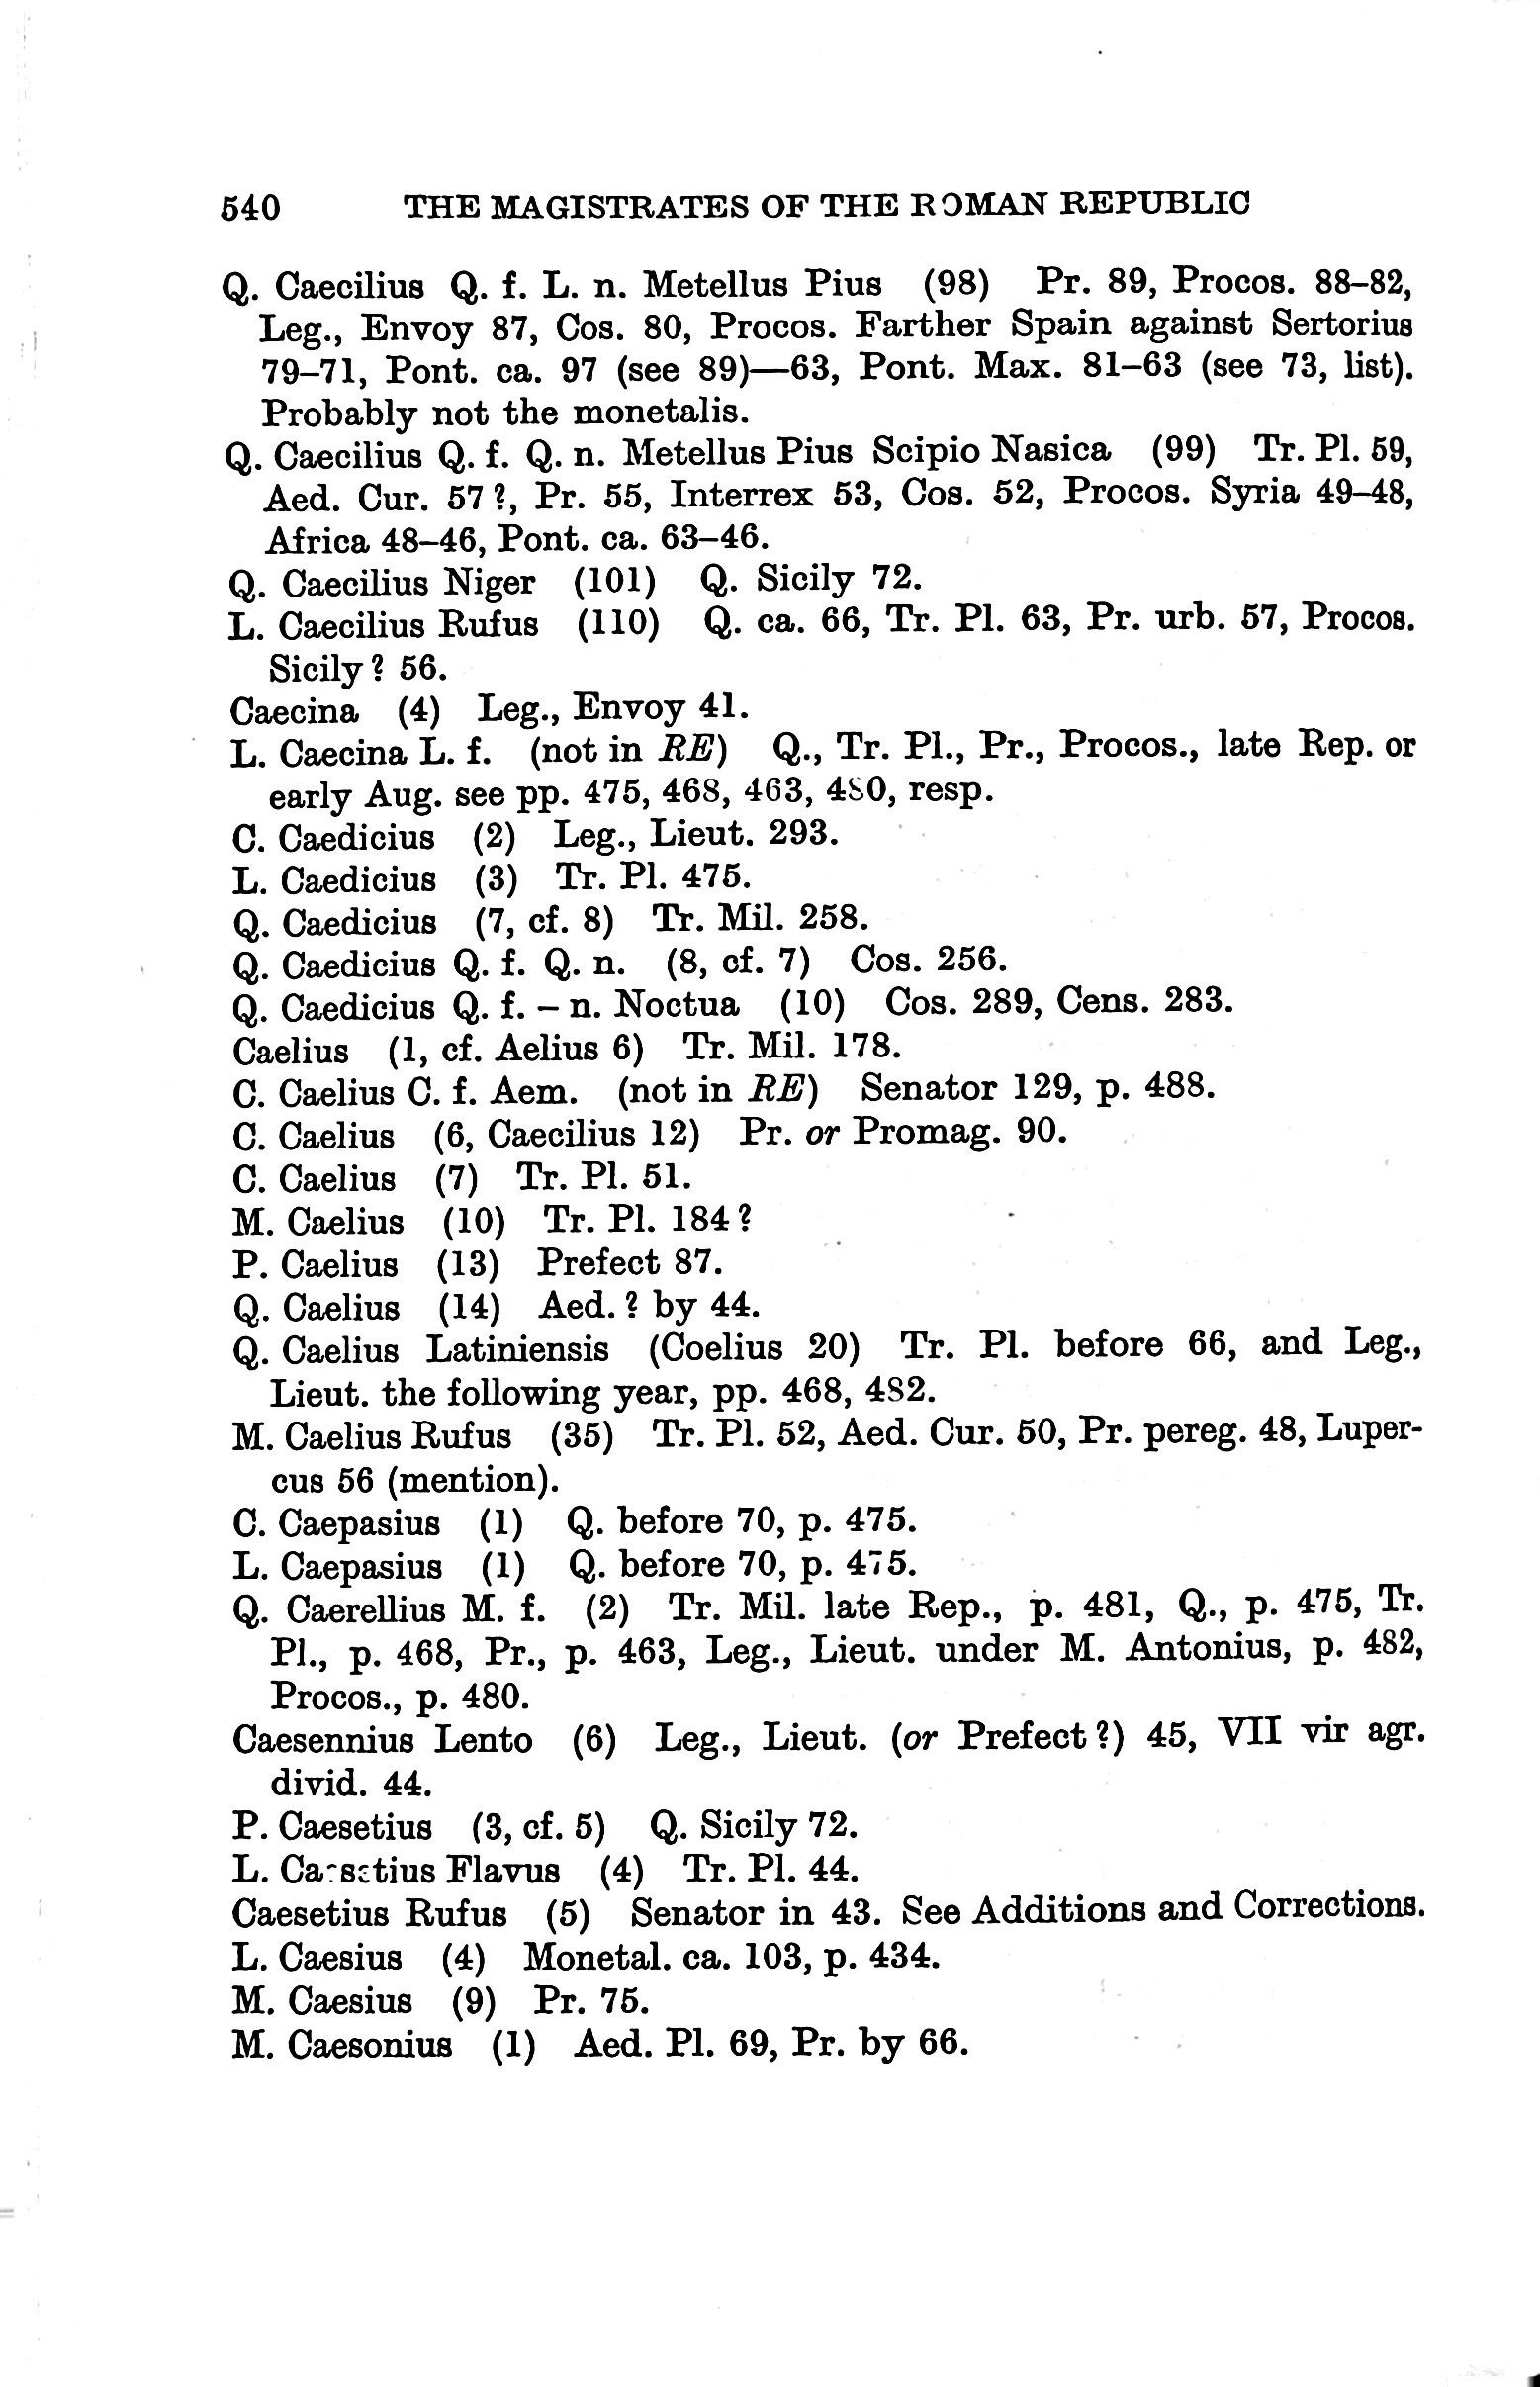 540 THE MAGISTRATES OF THE ROMAN REPUBLIC
Q. Caecilius Q. f. L. n. Metellus Pius (98) Pr. 89, Procos. 88–82,
Leg., Envoy 87, Cos. 80, Procos. Farther Spain against Sertorius
79–71, Pont. ca. 97 (see 89)—63, Pont. Max. 81–63 (see 73, list).
Probably not the monetalis.
Q. Caecilius Q. f. Q. n. Metellus Pius Scipio Nasica (99) Tr. Pl. 59,
Aed. Cur. 57?, Pr. 55, Interrex 53, Cos. 52, Procos. Syria 49–48,
Africa 48–46, Pont. ca. 63–46.
Q. Caecilius Niger (101) Q. Sicily 72.
L. Caecilius Rufus (110) Q. ca. 66, Tr. Pl. 63, Pr. urb. 57, Procos.
Sicily? 56.
Caecina (4) Leg., Envoy 41.
L. Caecina L. f. (not in RE) Q., Tr. Pl., Pr., Procos., late Rep. or
early Aug. see pp. 475, 468, 463, 480, resp.
C. Caedicius (2) Leg., Lieut. 293.
L. Caedicius (3) Tr. Pl. 475.
Q. Caedicius (7, cf. 8) Tr. Mil. 258.
Q. Caedicius Q. f. Q. n. (8, cf. 7) Cos. 256.
Q. Caedicius Q. f. – n. Noctua (10) Cos. 289, Cens. 283.
Caelius (1, cf. Aelius 6) Tr. Mil. 178.
C. Caelius C. f. Aem. (not in RE) Senator 129, p. 488.
C. Caelius (6, Caecilius 12) Pr. or Promag. 90.
C. Caelius (7) Tr. Pl. 51.
M. Caelius (10) Tr. Pl. 184?
P. Caelius (13) Prefect 87.
Q. Caelius (14) Aed.? by 44.
Q. Caelius Latiniensis (Coelius 20) Tr. Pl. before 66, and Leg.,
Lieut. the following year, pp. 468, 482.
M. Caelius Rufus (35) Tr. Pl. 52, Aed. Cur. 50, Pr. pereg. 48, Luper-
cus 56 (mention).
C. Caepasius (1) Q. before 70, p. 475.
L. Caepasius (1) Q. before 70, p. 475.
Q. Caerellius M. f. (2) Tr. Mil. late Rep., p. 481, Q., p. 475, Tr.
Pl., p. 468, Pr., p. 463, Leg., Lieut. under M. Antonius, p. 482,
Procos., p. 480.
Caesennius Lento (6) Leg., Lieut. (or Prefect?) 45, VII vir agr.
divid. 44.
P. Caesetius (3, cf. 5) Q. Sicily 72.
L. Caesetius Flavus (4) Tr. Pl. 44.
Caesetius Rufus (5) Senator in 43. See Additions and Corrections.
L. Caesius (4) Monetal. ca. 103, p. 434.
M. Caesius (9) Pr. 75.
M. Caesonius (1) Aed. Pl. 69, Pr. by 66.